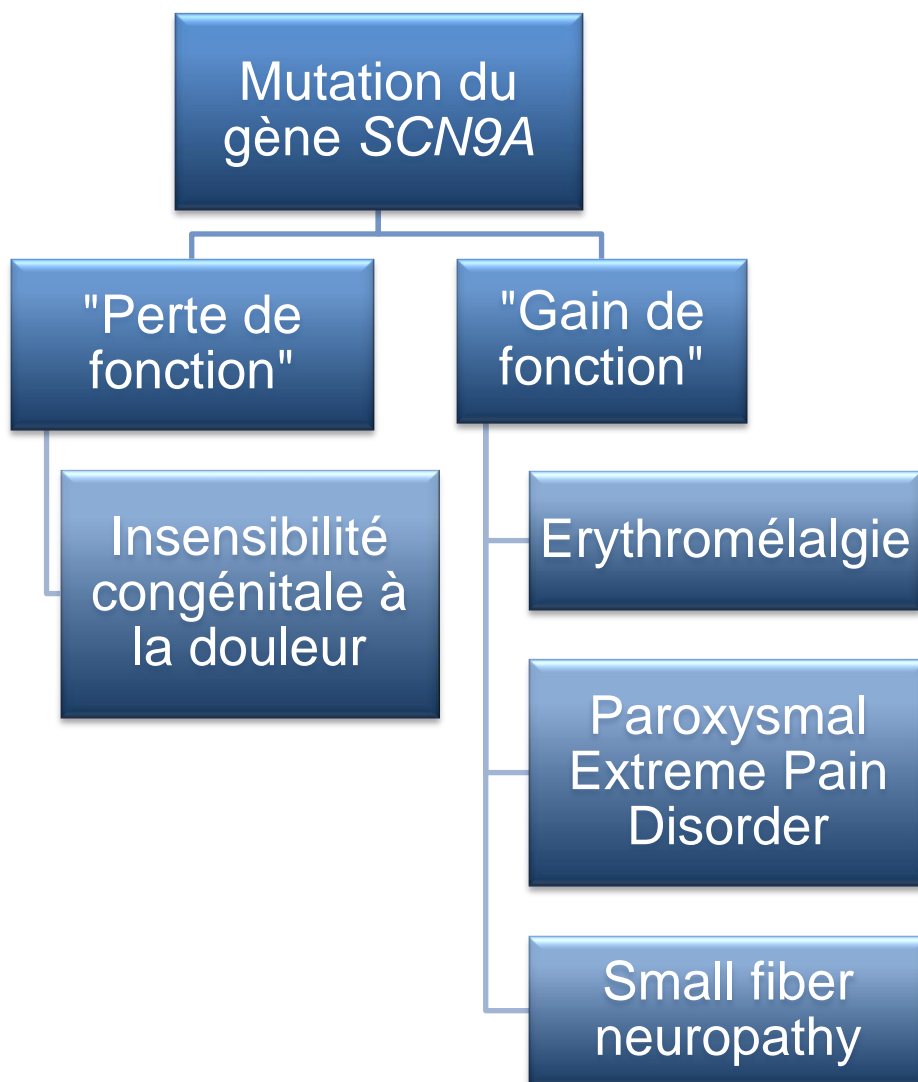 Mutation du
gène SCN9A
"Perte de
fonction"
"Gain de
fonction"
Insensibilité
congénitale à
la douleur
Erythromélalgie
Paroxysmal
Extreme Pain
Disorder
Small fiber
neuropathy